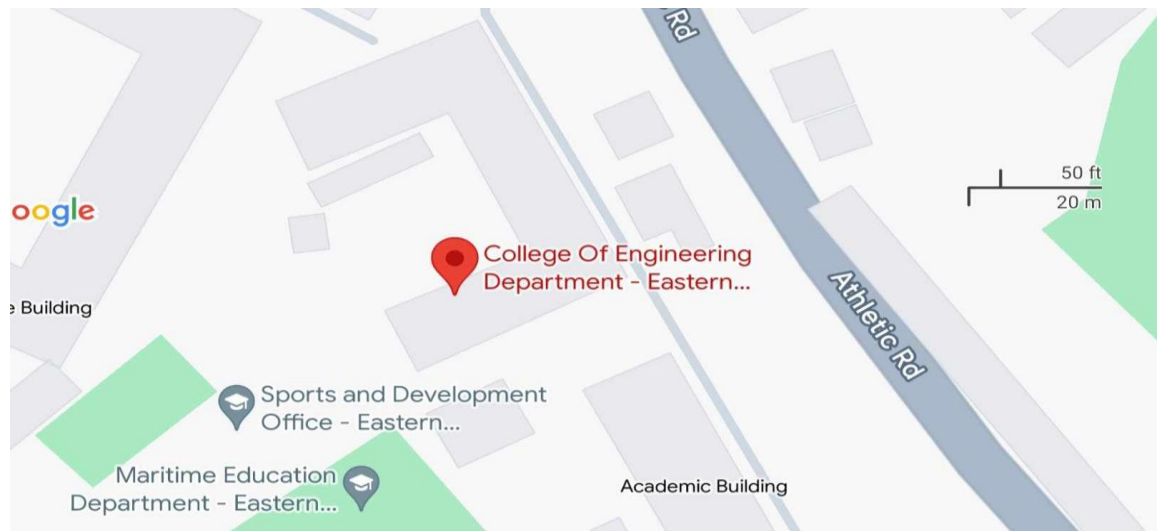 Rd
50 ft
20 m
oogle
College Of Engineering
Department - Eastern...
e Building
Athletic Rd
Sports and Development
Office - Eastern...
Maritime Education
Department - Eastern...
Academic Building